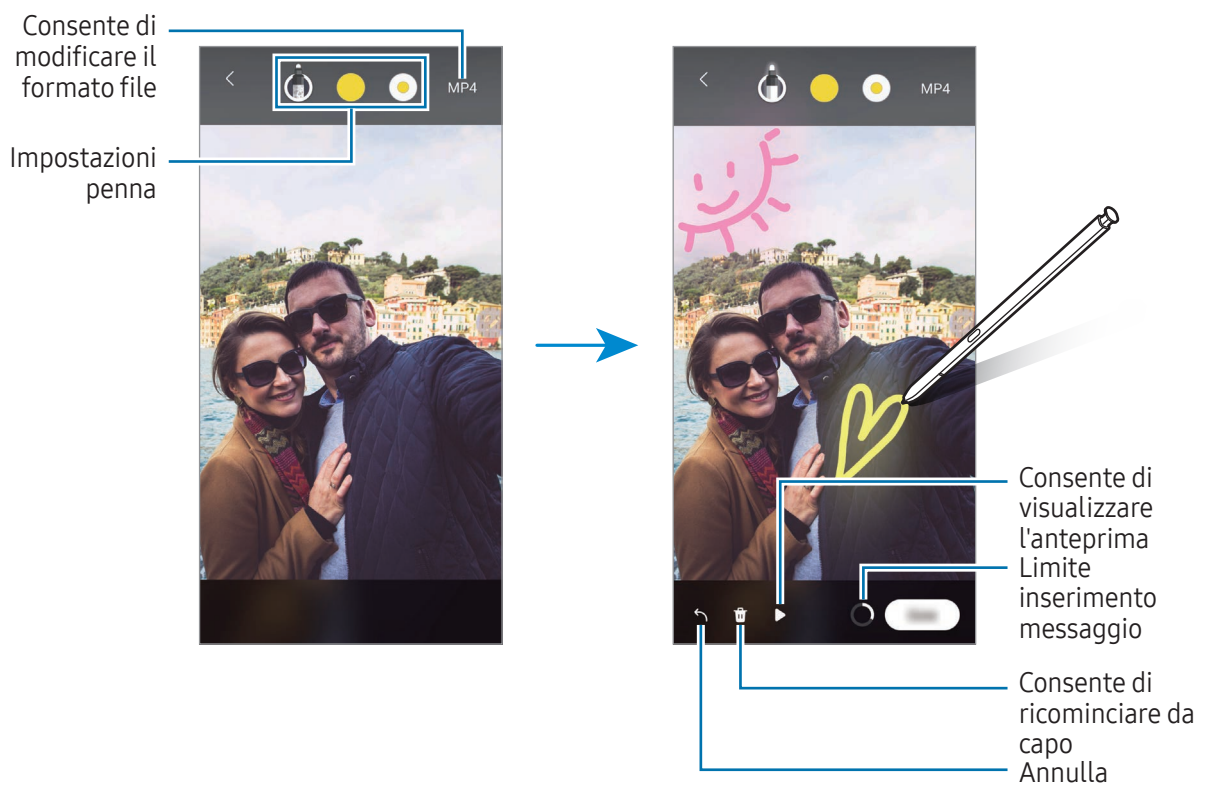 Consente di
modificare il
formato file
MP4
Impostazioni
penna
MP4
Consente di
visualizzare
l'anteprima
Limite
inserimento
messaggio
Consente di
ricominciare da
capo
Annulla